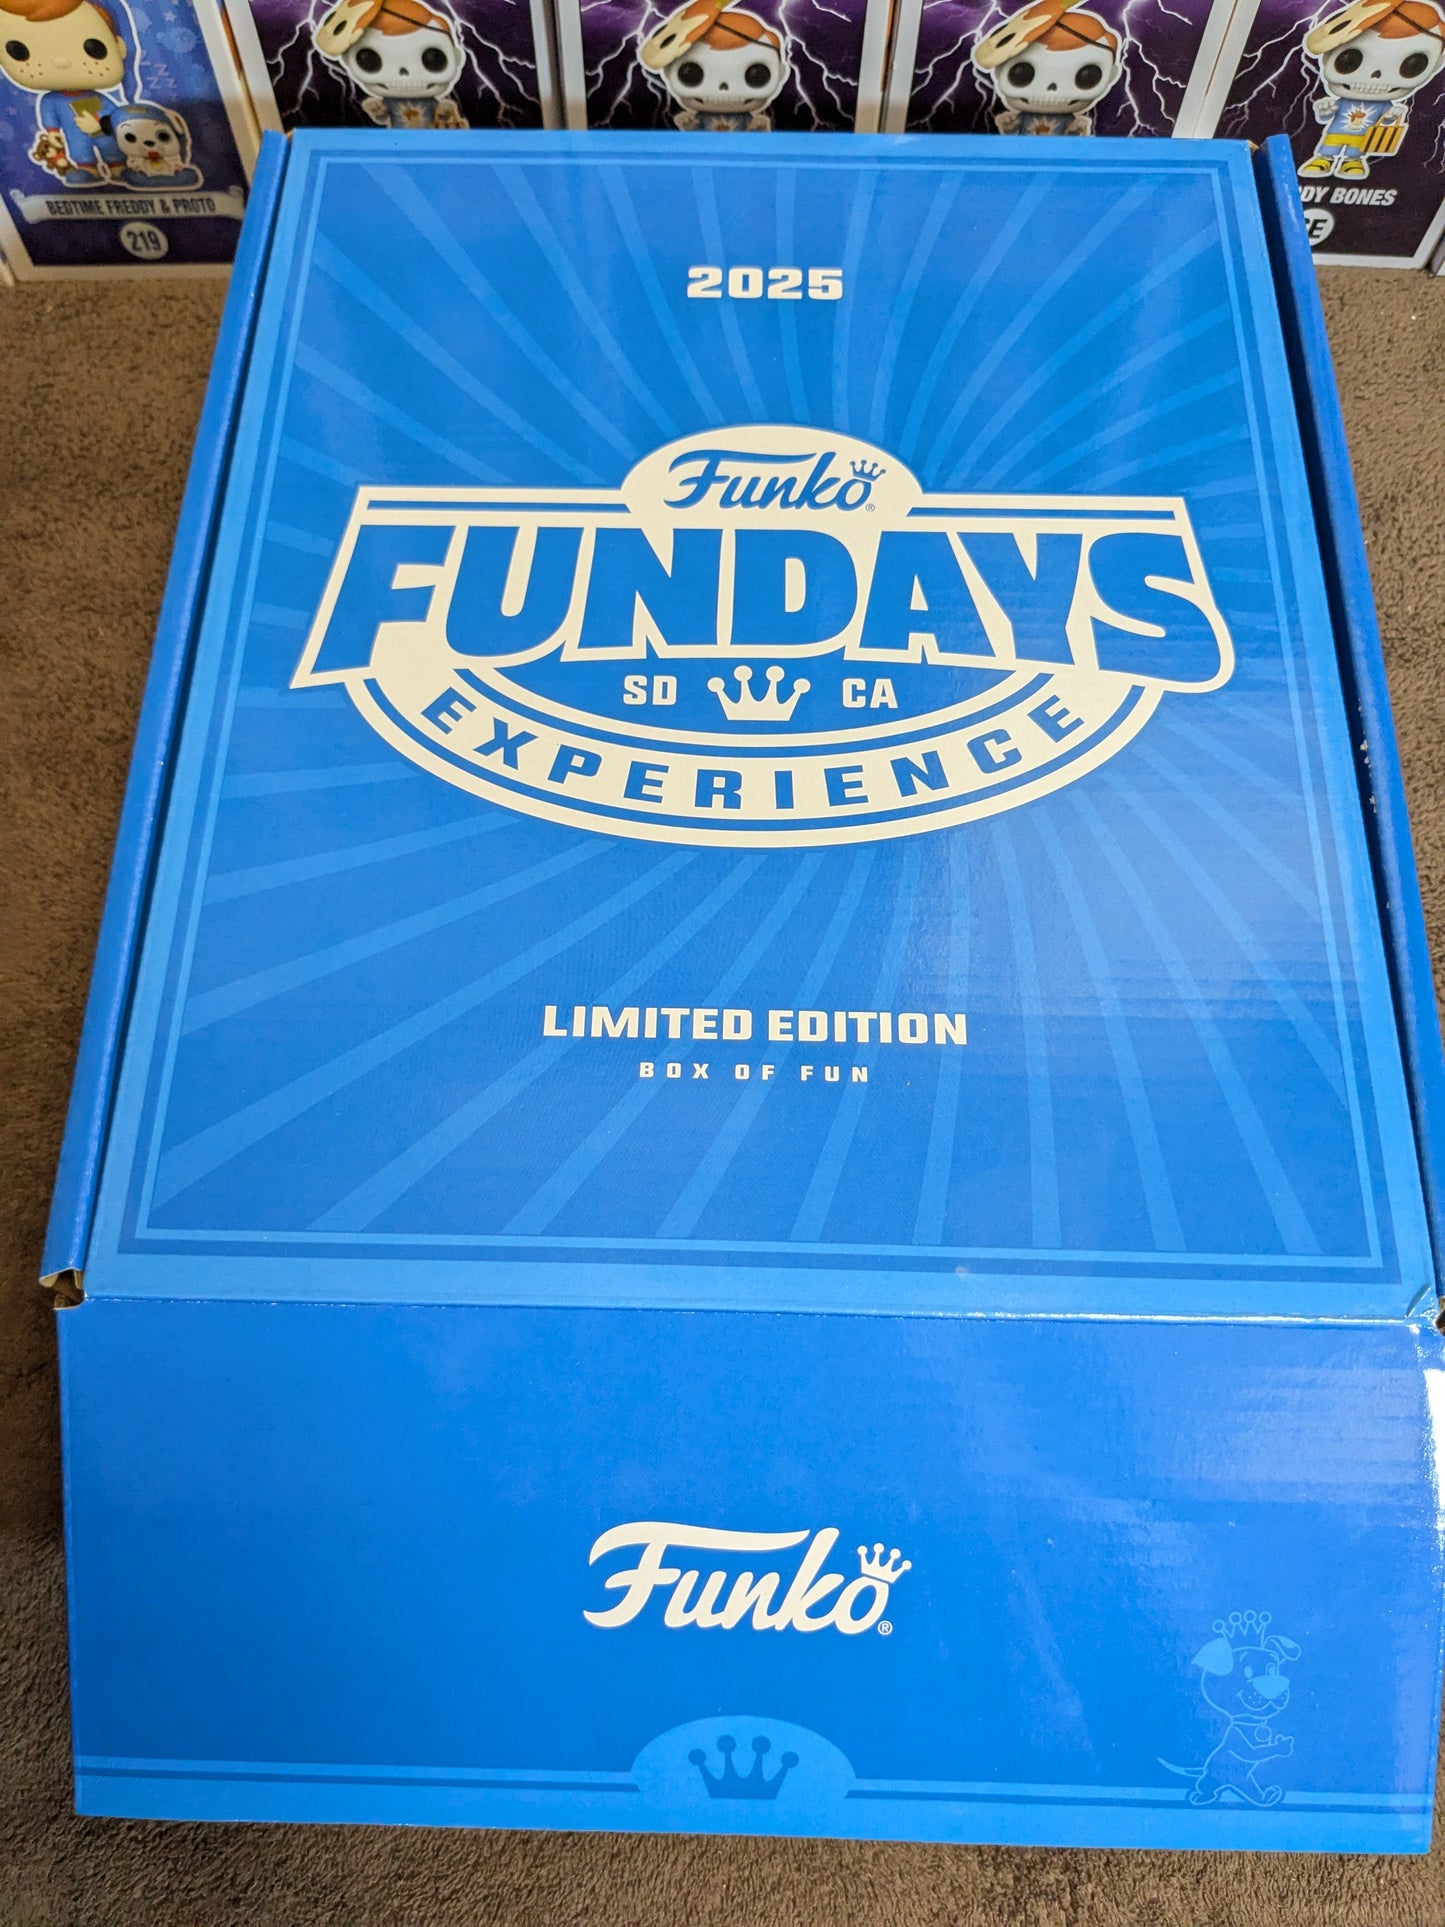 BEDTIME FREDDY & PROTO
219
DY BONES
2025
Funko®
FUNDAYS
SD CA
EXPERIENCE
LIMITED EDITION
BOX OF FUN
Funko®